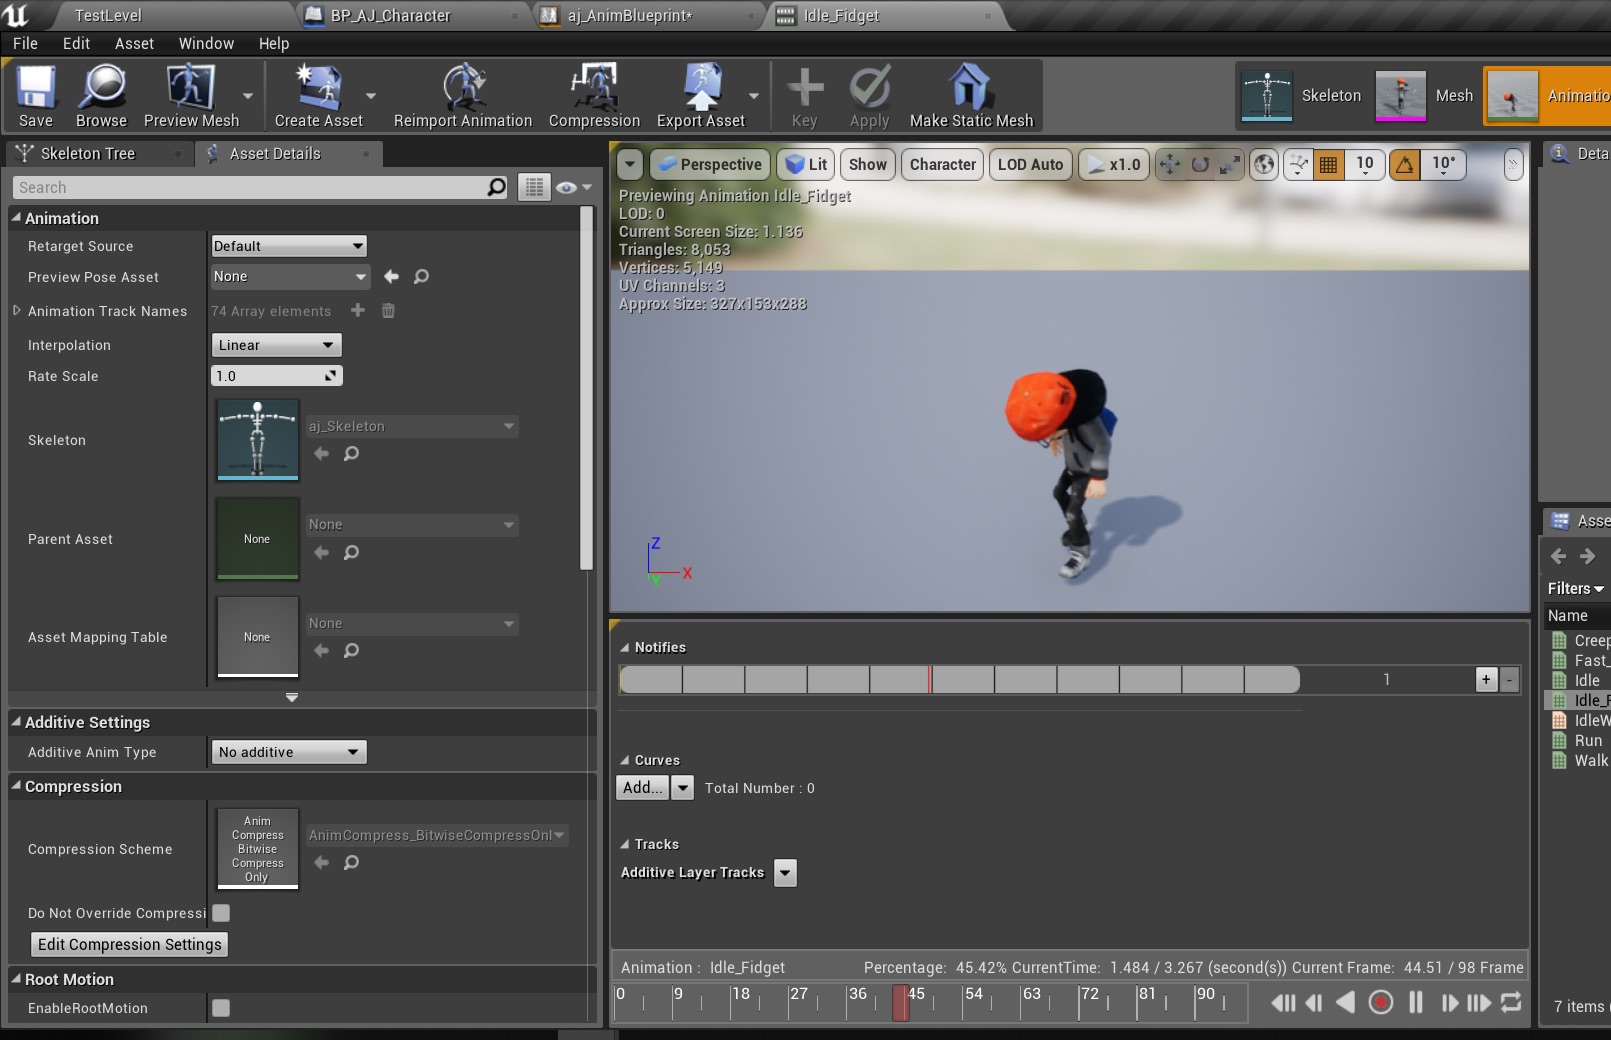 TestLevel
BP_AJ_Character
aj_AnimBlueprint*
Idle_Fidget
File Edit Asset Window Help
Save
Browse
Preview Mesh
Create Asset
Reimport Animation
Compression
Export Asset
Key
Apply
Make Static Mesh
Skeleton
Mesh
Animatio
Skeleton Tree
Asset Details
Search
Animation
Retarget Source Default
Preview Pose Asset None
Animation Track Names 74 Array elements
Interpolation Linear
Rate Scale 1.0
Skeleton aj_Skeleton
Parent Asset None None
Asset Mapping Table None None
Additive Settings
Additive Anim Type No additive
Compression
Compression Scheme
Anim
Compress
Bitwise
Compress
Only
AnimCompress_BitwiseCompressOnl
Do Not Override Compressi
Edit Compression Settings
Root Motion
EnableRootMotion
Perspective Lit Show Character LOD Auto x1.0 10 10°
Previewing Animation Idle_Fidget
LOD: 0
Current Screen Size: 1.136
Triangles: 8,053
Vertices: 5,149
UV Channels: 3
Approx Size: 327x153x288
Z
X
Y
Notifies
1 + -
Curves
Add... Total Number : 0
Tracks
Additive Layer Tracks
Animation : Idle_Fidget Percentage: 45.42% CurrentTime: 1.484 / 3.267 (second(s)) Current Frame: 44.51 / 98 Frame
0 9 18 27 36 45 54 63 72 81 90
Deta
Asse
Filters
Name
Creep
Fast_
Idle
Idle_F
IdleW
Run
Walk
7 items (